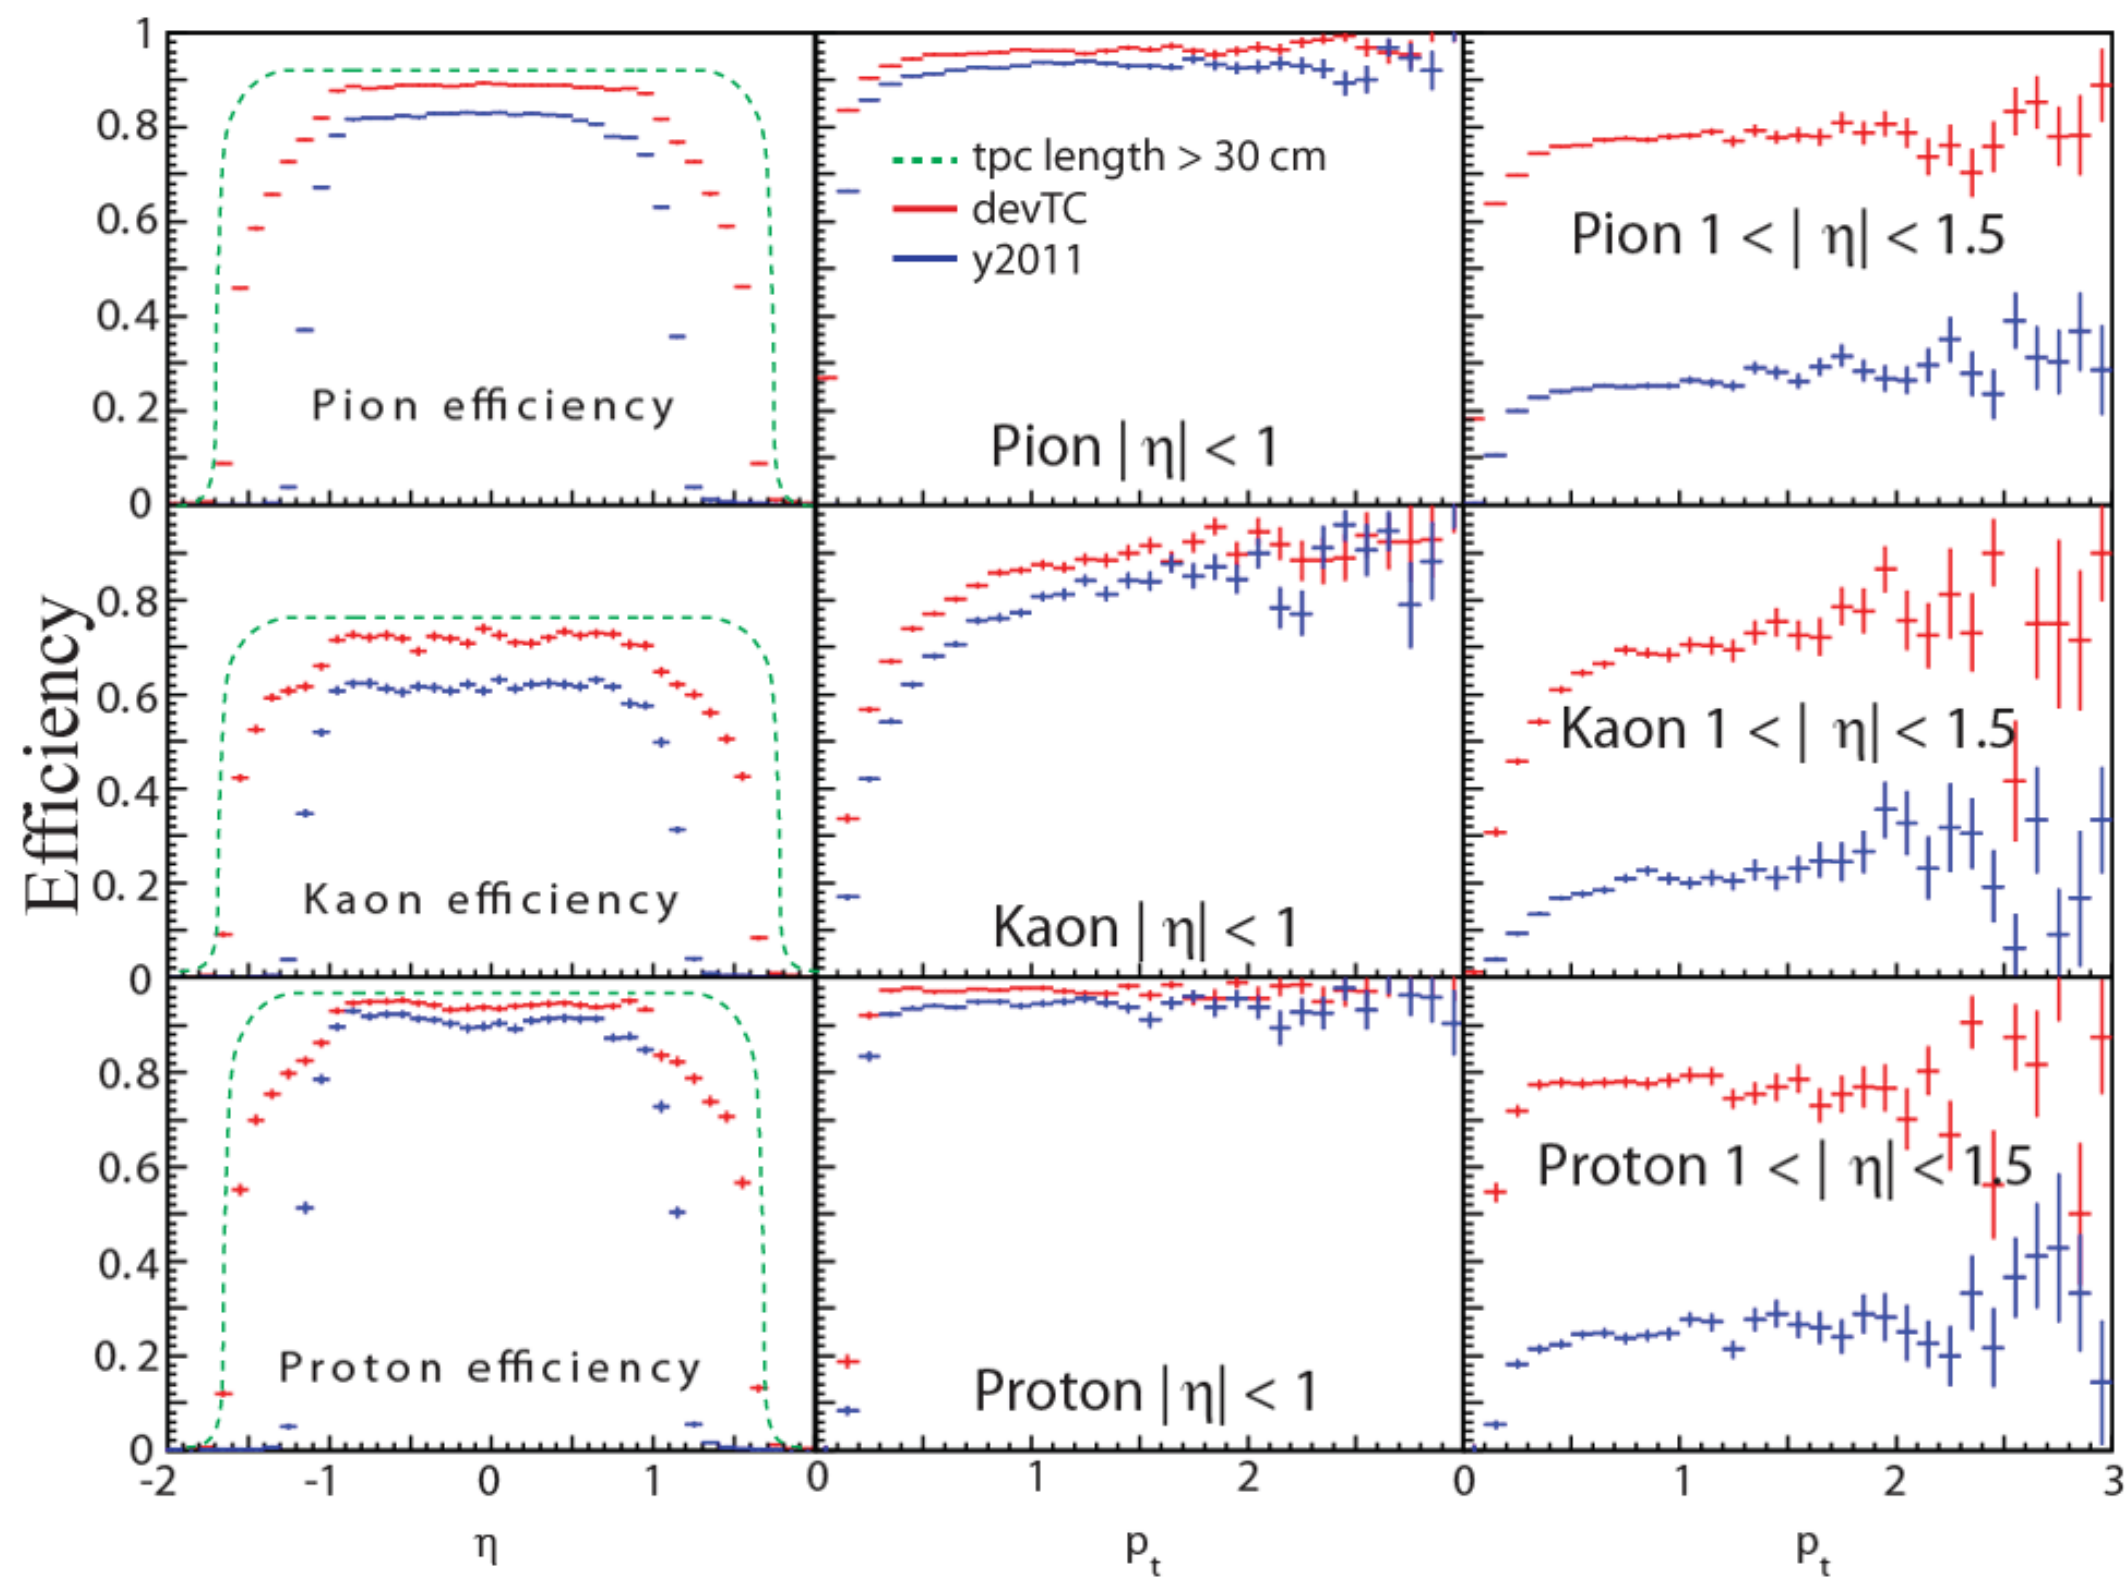 Efficiency
1
0.8
0.6
0.4
0.2
0
Pion efficiency
tpc length > 30 cm
devTC
y2011
Pion | η| < 1
Pion 1 < | η| < 1.5
0.8
0.6
0.4
0.2
0
Kaon efficiency
Kaon | η| < 1
Kaon 1 < | η| < 1.5
0.8
0.6
0.4
0.2
0
Proton efficiency
Proton | η| < 1
Proton 1 < | η| < 1.5
-2 -1 0 1 0 1 2 0 1 2 3
η pt pt